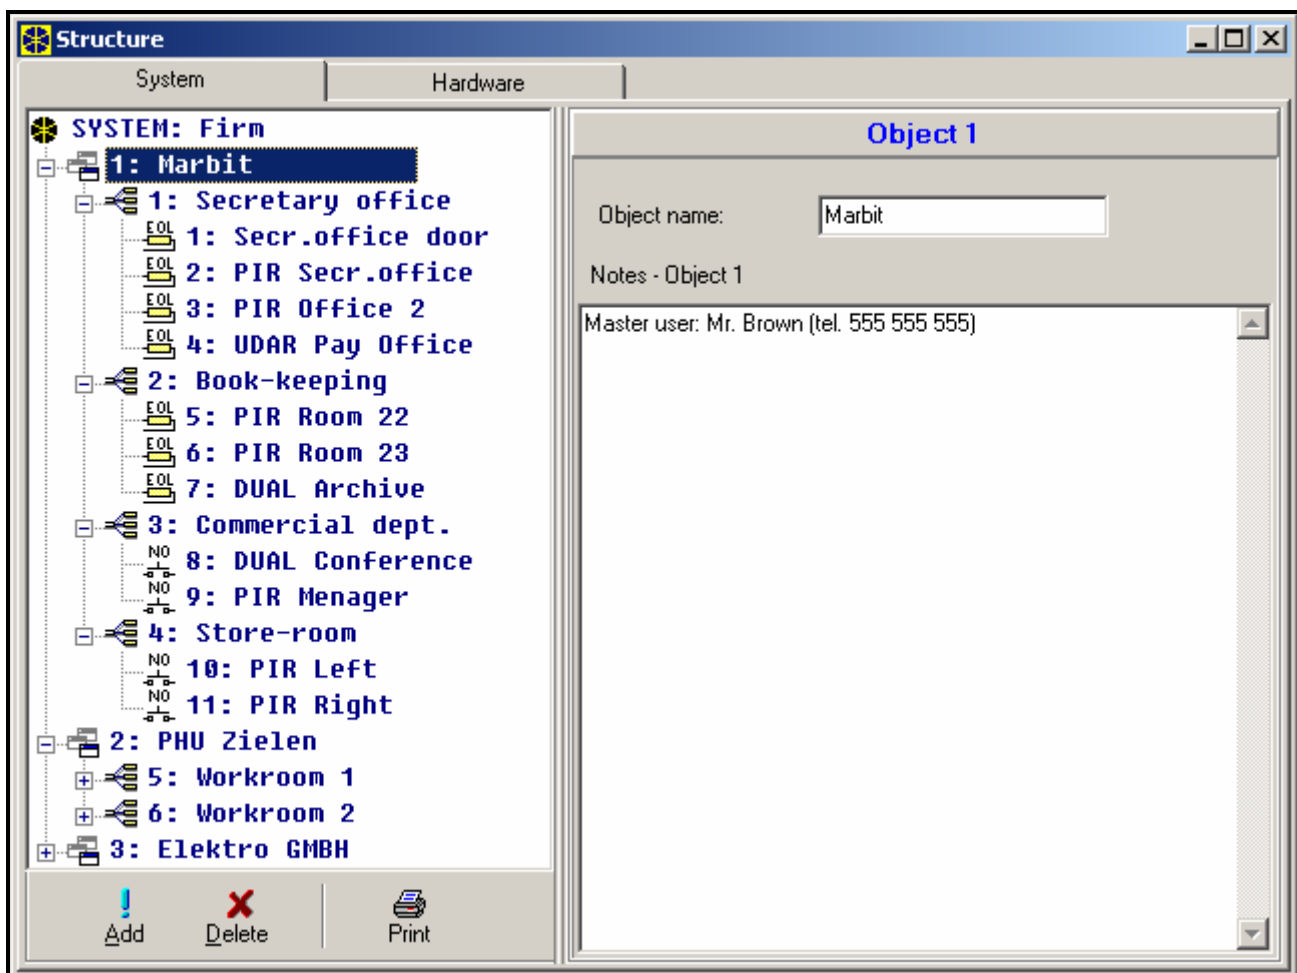 Structure
System
Hardware
SYSTEM: Firm
1: Marbit
1: Secretary office
EOL 1: Secr.office door
EOL 2: PIR Secr.office
EOL 3: PIR Office 2
EOL 4: UDAR Pay Office
2: Book-keeping
EOL 5: PIR Room 22
EOL 6: PIR Room 23
EOL 7: DUAL Archive
3: Commercial dept.
NO 8: DUAL Conference
NO 9: PIR Menager
4: Store-room
NO 10: PIR Left
NO 11: PIR Right
2: PHU Zielen
5: Workroom 1
6: Workroom 2
3: Elektro GMBH
Add
Delete
Print
Object 1
Object name: Marbit
Notes - Object 1
Master user: Mr. Brown (tel. 555 555 555)